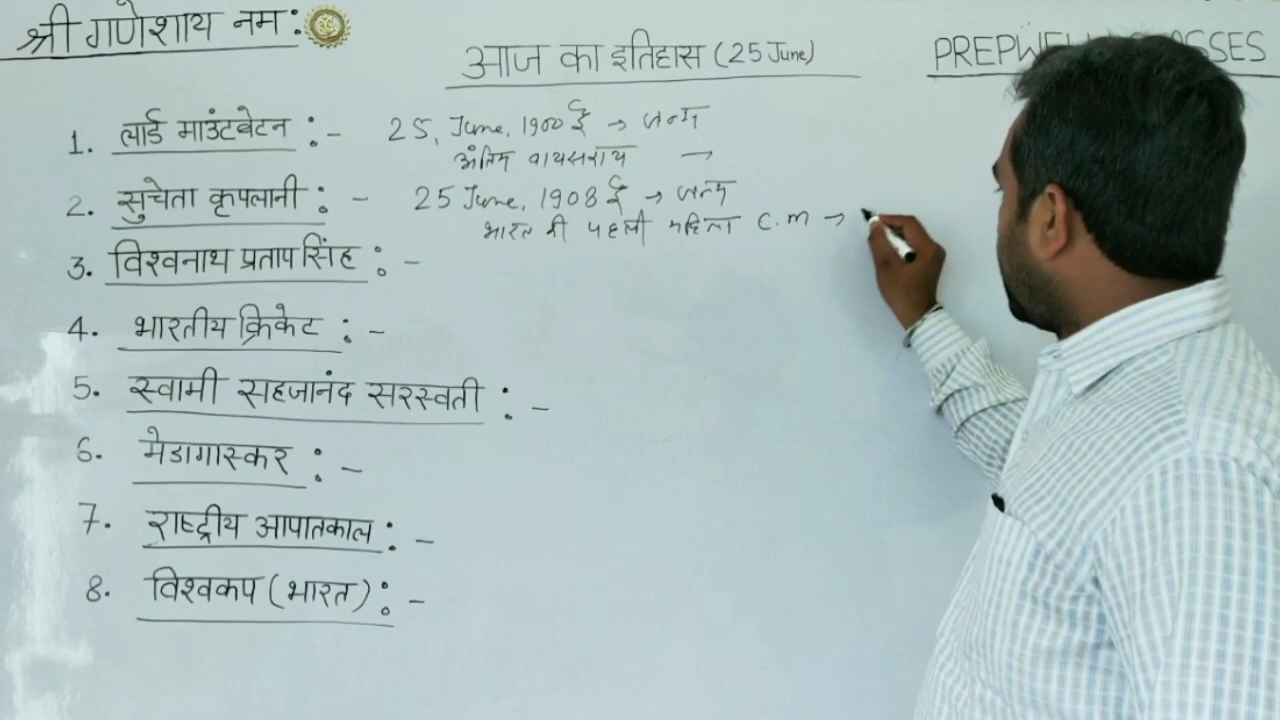 श्री गणेशाय नम:
आज का इतिहास (25 June)
PREPWELL CLASSES
1. लार्ड माउंटबेटन :- 25, June, 1900 ई → जन्म
अंतिम वायसराय →
2. सुचेता कृपलानी : - 25 June, 1908 ई → जन्म
भारत की पहली महिला C.M →
3. विश्वनाथ प्रताप सिंह : -
4. भारतीय क्रिकेट : -
5. स्वामी सहजानंद सरस्वती : -
6. मेडागास्कर : -
7. राष्ट्रीय आपातकाल : -
8. विश्वकप (भारत) : -